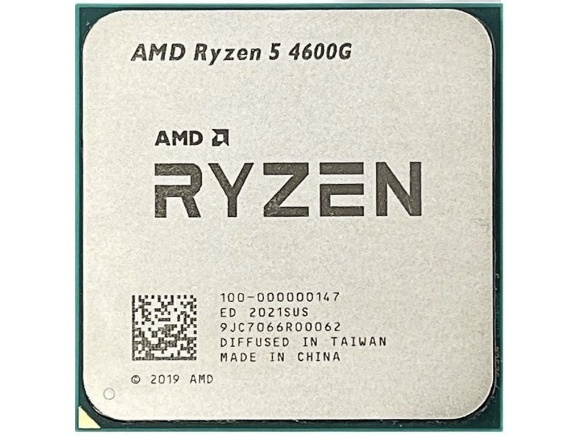 AMD Ryzen 5 4600G
AMD
RYZEN
100-000000147
ED 2021SUS
9JC7066R00062
DIFFUSED IN TAIWAN
MADE IN CHINA
© 2019 AMD